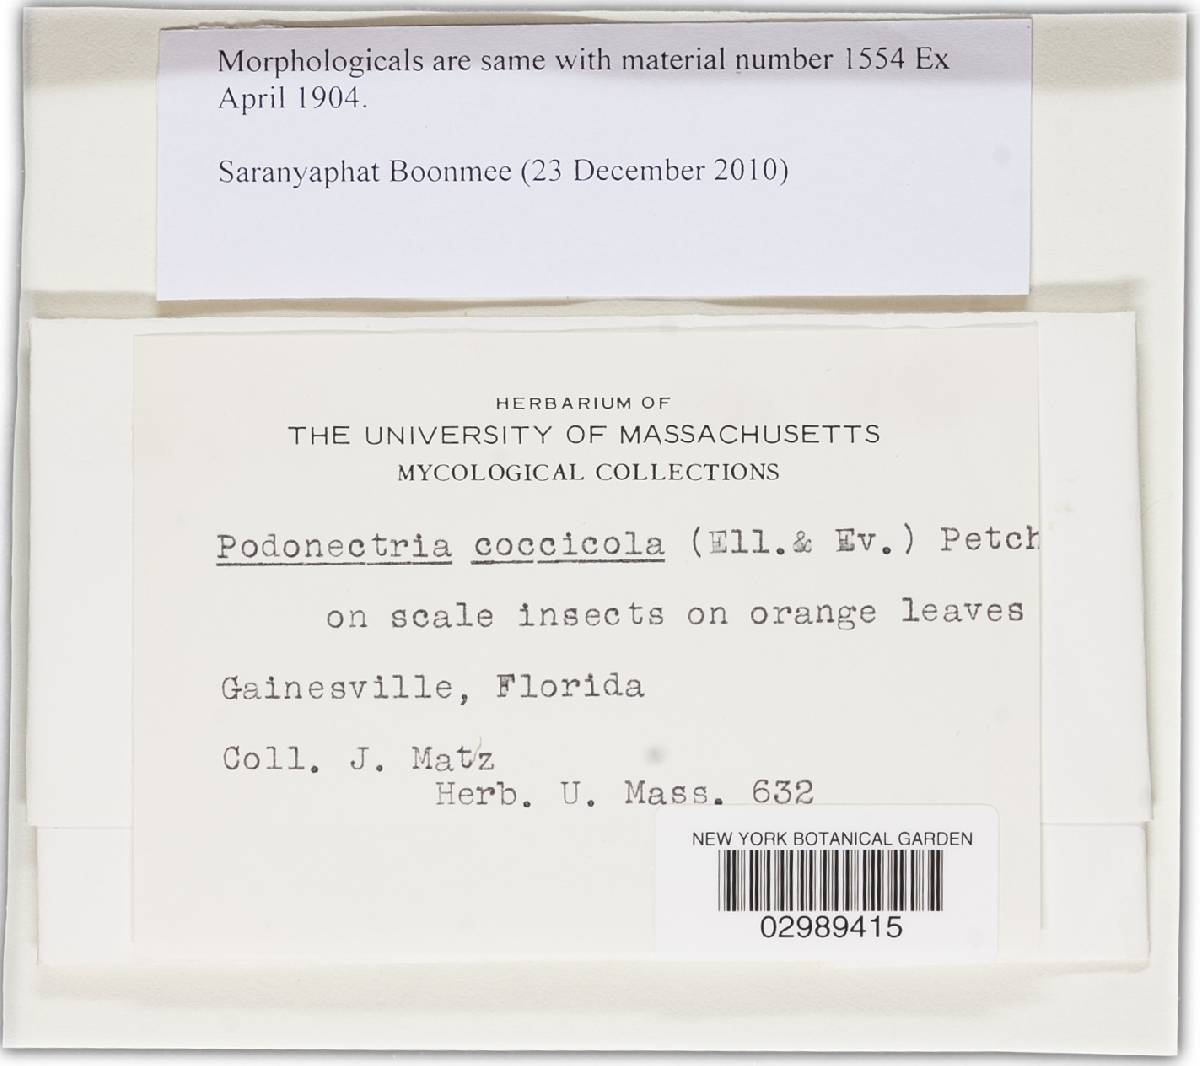 Morphologicals are same with material number 1554 Ex
April 1904.
Saranyaphat Boonmee (23 December 2010)
HERBARIUM OF
THE UNIVERSITY OF MASSACHUSETTS
MYCOLOGICAL COLLECTIONS
Podonectria coccicola (Ell.& Ev.) Petch
on scale insects on orange leaves
Gainesville, Florida
Coll. J. Matz
Herb. U. Mass. 632
NEW YORK BOTANICAL GARDEN
02989415